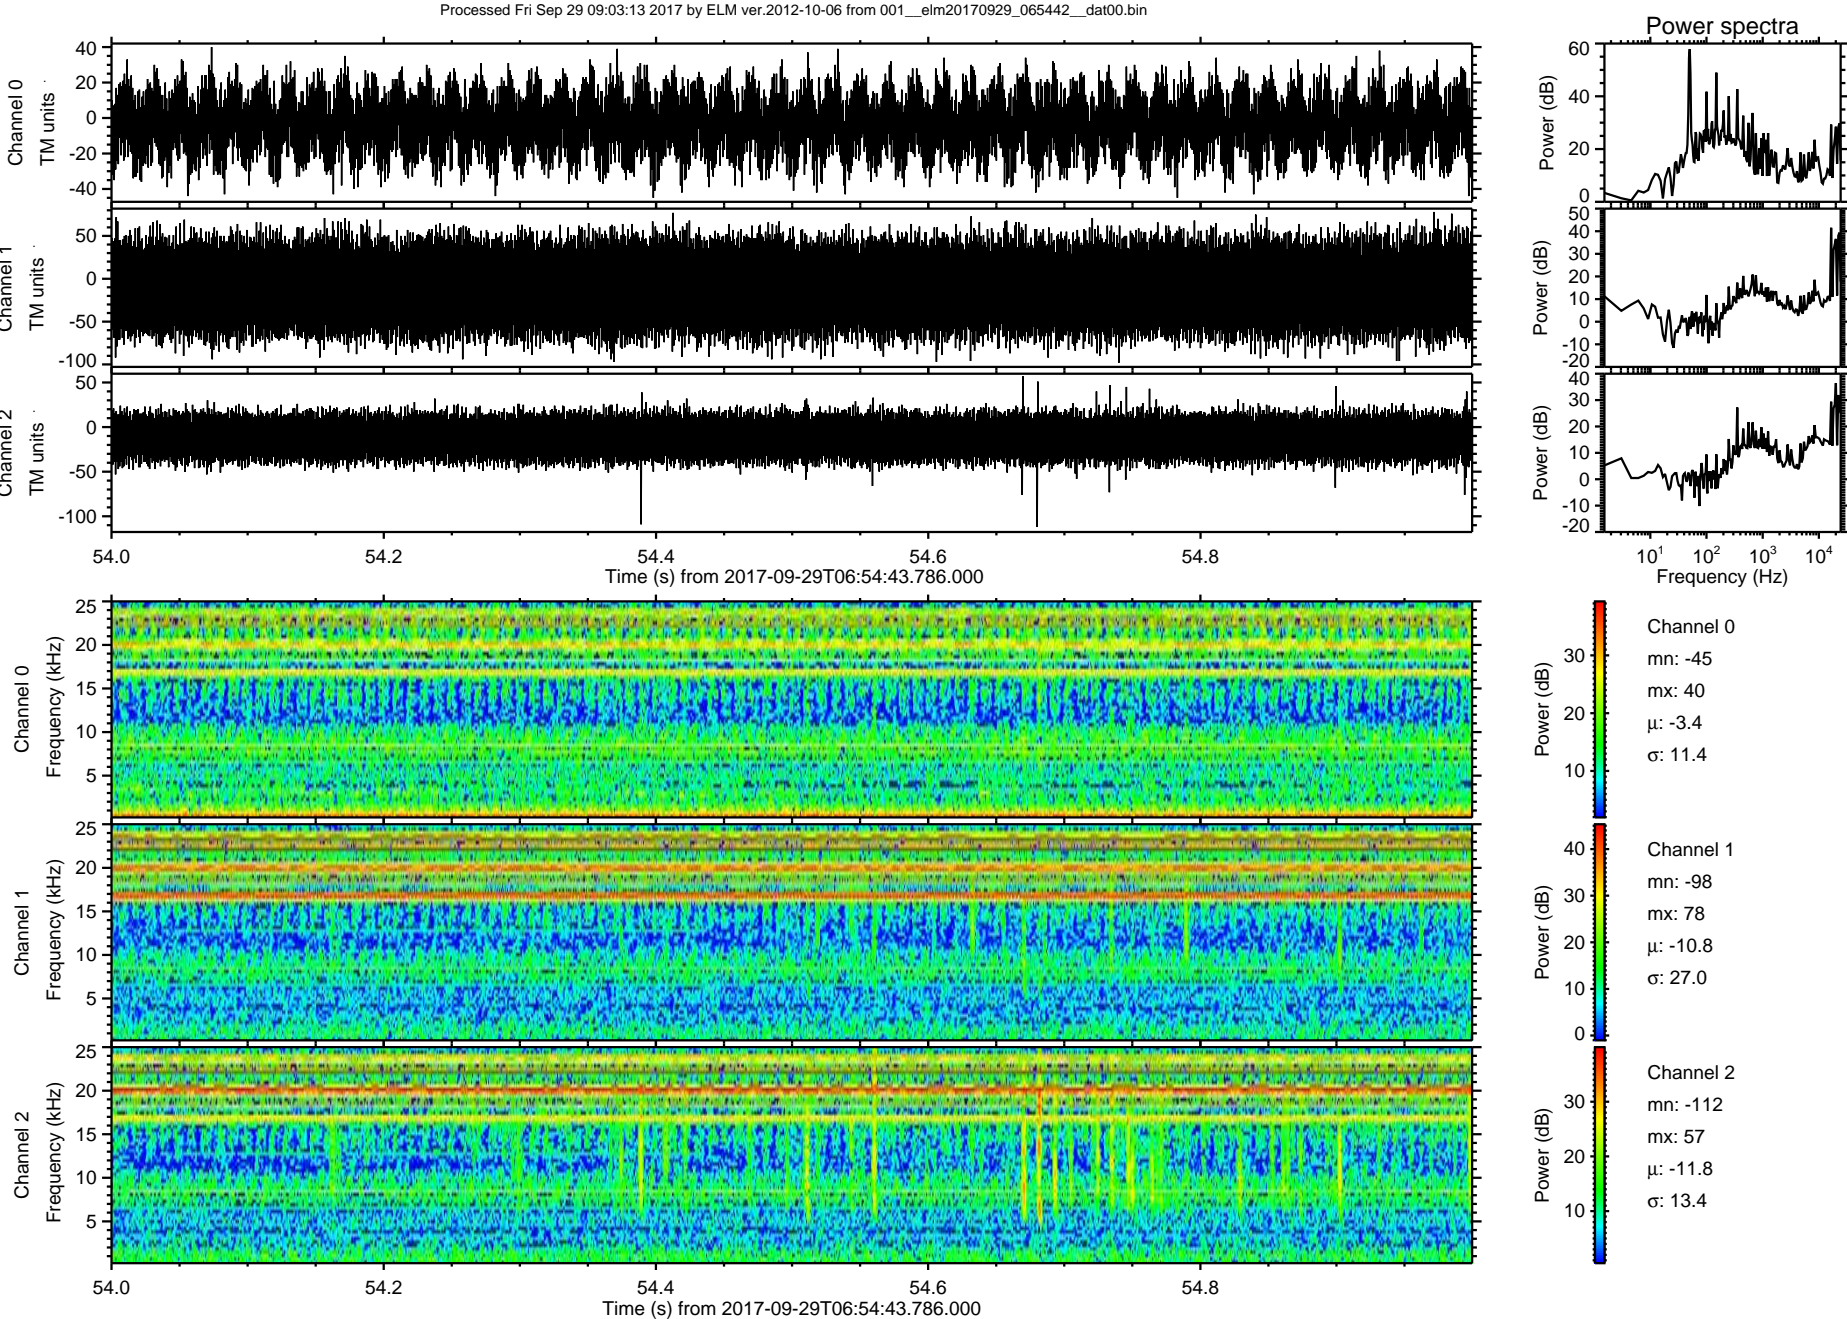 Processed Fri Sep 29 09:03:13 2017 by ELM ver.2012-10-06 from 001__elm20170929_065442__dat00.bin
Power spectra
Channel 0
TM units
40
20
0
-20
-40
Power (dB)
60
40
20
0
Channel 1
TM units
50
0
-50
-100
Power (dB)
50
40
30
20
10
0
-10
-20
Channel 2
TM units
50
0
-50
-100
Power (dB)
40
30
20
10
0
-10
-20
54.0 54.2 54.4 54.6 54.8
Time (s) from 2017-09-29T06:54:43.786.000
10¹ 10² 10³ 10⁴
Frequency (Hz)
Channel 0
Frequency (kHz)
25
20
15
10
5
Power (dB)
30
20
10
Channel 0
mn: -45
mx: 40
μ: -3.4
σ: 11.4
Channel 1
Frequency (kHz)
25
20
15
10
5
Power (dB)
40
30
20
10
0
Channel 1
mn: -98
mx: 78
μ: -10.8
σ: 27.0
Channel 2
Frequency (kHz)
25
20
15
10
5
Power (dB)
30
20
10
Channel 2
mn: -112
mx: 57
μ: -11.8
σ: 13.4
54.0 54.2 54.4 54.6 54.8
Time (s) from 2017-09-29T06:54:43.786.000